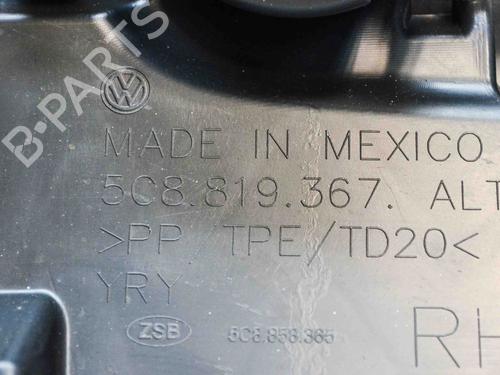 B-PARTS
MADE IN MEXICO
5C8.819.367. ALT
>PP TPE/TD20<
YRY
ZSB 5C8.858.365
RH